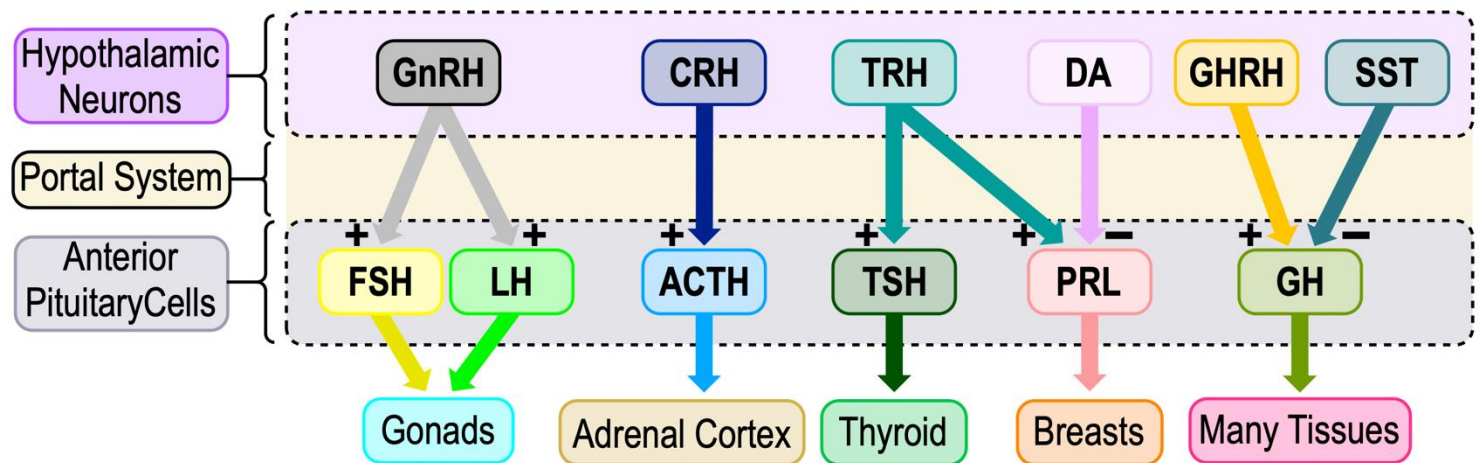 Hypothalamic
Neurons
GnRH CRH TRH DA GHRH SST
Portal System
+ + + + + − + −
Anterior
PituitaryCells
FSH LH ACTH TSH PRL GH
Gonads Adrenal Cortex Thyroid Breasts Many Tissues